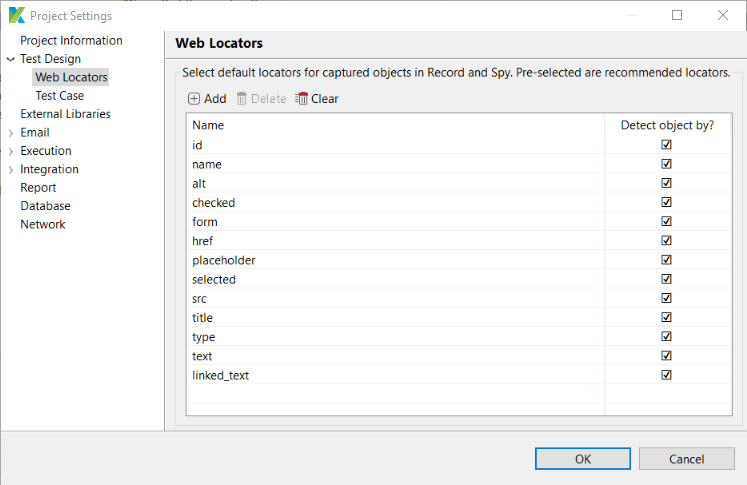 Project Settings
Project Information
Test Design
Web Locators
Test Case
External Libraries
Email
Execution
Integration
Report
Database
Network
Web Locators
Select default locators for captured objects in Record and Spy. Pre-selected are recommended locators.
Add Delete Clear
Name Detect object by?
id
name
alt
checked
form
href
placeholder
selected
src
title
type
text
linked_text
OK Cancel